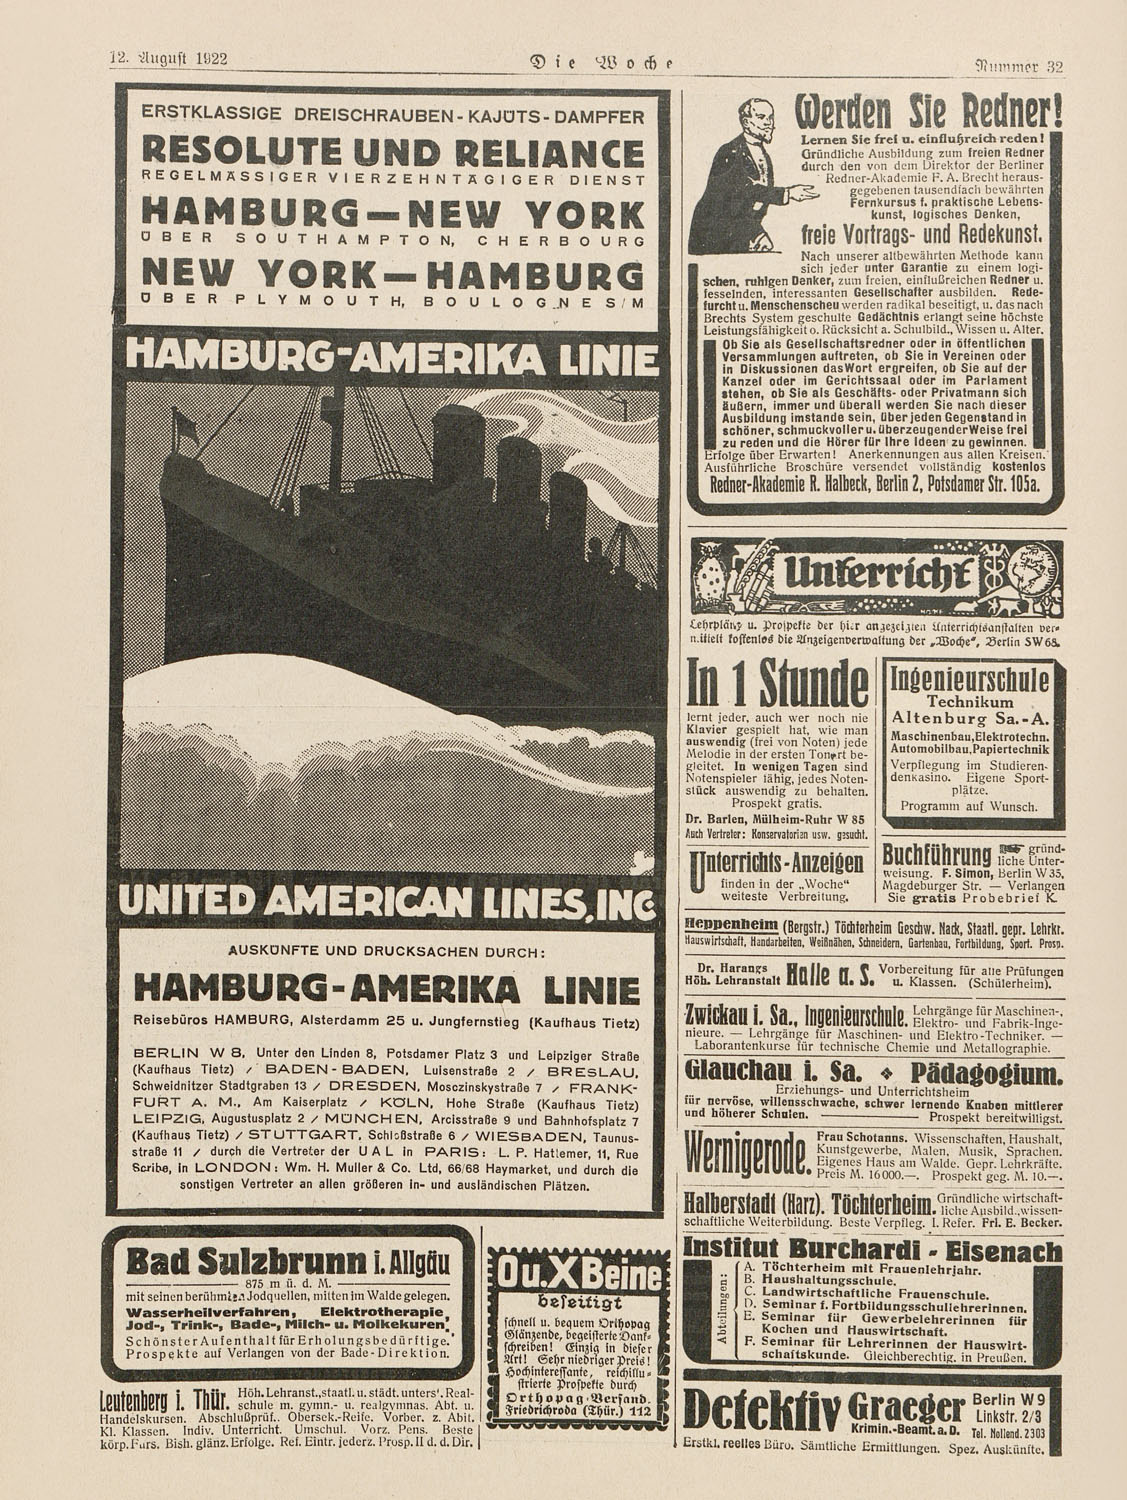 12. August 1922
Die Woche
Nummer 32
ERSTKLASSIGE DREISCHRAUBEN-KAJÜTS-DAMPFER
RESOLUTE UND RELIANCE
REGELMÄSSIGER VIERZEHNTÄGIGER DIENST
HAMBURG—NEW YORK
ÜBER SOUTHAMPTON, CHERBOURG
NEW YORK—HAMBURG
ÜBER PLYMOUTH, BOULOGNE S/M
HAMBURG-AMERIKA LINIE
UNITED AMERICAN LINES, INC
AUSKÜNFTE UND DRUCKSACHEN DURCH:
HAMBURG-AMERIKA LINIE
Reisebüros HAMBURG, Alsterdamm 25 u. Jungfernstieg (Kaufhaus Tietz)
BERLIN W 8, Unter den Linden 8, Potsdamer Platz 3 und Leipziger Straße
(Kaufhaus Tietz) / BADEN-BADEN, Luisenstraße 2 / BRESLAU,
Schweidnitzer Stadtgraben 13 / DRESDEN, Mosczinskystraße 7 / FRANK-
FURT A. M., Am Kaiserplatz / KÖLN, Hohe Straße (Kaufhaus Tietz)
LEIPZIG, Augustusplatz 2 / MÜNCHEN, Arcisstraße 9 und Bahnhofsplatz 7
(Kaufhaus Tietz) / STUTTGART, Schloßstraße 6 / WIESBADEN, Taunus-
straße 11 / durch die Vertreter der UAL in PARIS: L. P. Hattemer, 11, Rue
Scribe, in LONDON: Wm. H. Muller & Co. Ltd, 66/68 Haymarket, und durch die
sonstigen Vertreter an allen größeren in- und ausländischen Plätzen.
Bad Sulzbrunn i. Allgäu
875 m ü. d. M.
mit seinen berühmten Jodquellen, mitten im Walde gelegen.
Wasserheilverfahren, Elektrotherapie,
Jod-, Trink-, Bade-, Milch- u. Molkekuren.
Schönster Aufenthalt für Erholungsbedürftige.
Prospekte auf Verlangen von der Bade-Direktion.
Leutenberg i. Thür. Höh. Lehranst., staatl. u. städt. unters'. Real-
schule m. gymn.- u. realgymnas. Abt. u.
Handelskursen. Abschlußprüf.. Obersek.-Reife. Vorber. z. Abit.
Kl. Klassen. Indiv. Unterricht. Umschul. Vorz. Pens. Beste
körp. Fürs. Bish. glänz. Erfolge. Ref. Eintr. jederz. Prosp. II d. d. Dir.
O u. X Beine
beseitigt
schnell u. bequem Orthopag
Glänzende, begeisterte Dank-
schreiben! Einzig in dieser
Art! Sehr niedriger Preis!
Hochinteressante, reichillu-
strierte Prospekte durch
Orthopag-Versand.
Friedrichroda (Thür.) 112
Werden Sie Redner!
Lernen Sie frei u. einflußreich reden!
Gründliche Ausbildung zum freien Redner
durch den von dem Direktor der Berliner
Redner-Akademie F. A. Brecht heraus-
gegebenen tausendfach bewährten
Fernkursus f. praktische Lebens-
kunst, logisches Denken,
freie Vortrags- und Redekunst.
Nach unserer altbewährten Methode kann
sich jeder unter Garantie zu einem logi-
schen, ruhigen Denker, zum freien, einflußreichen Redner u.
fesselnden, interessanten Gesellschafter ausbilden. Rede-
furcht u. Menschenscheu werden radikal beseitigt, u. das nach
Brechts System geschulte Gedächtnis erlangt seine höchste
Leistungsfähigkeit o. Rücksicht a. Schulbild., Wissen u. Alter.
Ob Sie als Gesellschaftsredner oder in öffentlichen
Versammlungen auftreten, ob Sie in Vereinen oder
in Diskussionen das Wort ergreifen, ob Sie auf der
Kanzel oder im Gerichtssaal oder im Parlament
stehen, ob Sie als Geschäfts- oder Privatmann sich
äußern, immer und überall werden Sie nach dieser
Ausbildung imstande sein, über jeden Gegenstand in
schöner, schmuckvoller u. überzeugender Weise frei
zu reden und die Hörer für Ihre Ideen zu gewinnen.
Erfolge über Erwarten! Anerkennungen aus allen Kreisen.
Ausführliche Broschüre versendet vollständig kostenlos
Redner-Akademie R. Halbeck, Berlin 2, Potsdamer Str. 105a.
Unterricht
Lehrpläne u. Prospekte der hier angezeigten Unterrichtsanstalten ver-
mittelt kostenlos die Anzeigenverwaltung der „Woche“, Berlin SW 68.
In 1 Stunde
lernt jeder, auch wer noch nie
Klavier gespielt hat, wie man
auswendig (frei von Noten) jede
Melodie in der ersten Tonart be-
gleitet. In wenigen Tagen sind
Notenspieler fähig, jedes Noten-
stück auswendig zu behalten.
Prospekt gratis.
Dr. Barlen, Mülheim-Ruhr W 85
Auch Vertreter: Konservatorien usw. gesucht.
Ingenieurschule
Technikum
Altenburg Sa.-A.
Maschinenbau, Elektrotechn.
Automobilbau, Papiertechnik
Verpflegung im Studieren-
denkasino. Eigene Sport-
plätze.
Programm auf Wunsch.
Unterrichts-Anzeigen
finden in der „Woche“
weiteste Verbreitung.
Buchführung gründ-
liche Unter-
weisung. F. Simon, Berlin W 35,
Magdeburger Str. — Verlangen
Sie gratis Probebrief K.
Heppenheim (Bergstr.) Töchterheim Geschw. Nack, Staatl. gepr. Lehrkr.
Hauswirtschaft, Handarbeiten, Weißnähen, Schneidern, Gartenbau, Fortbildung, Sport. Prosp.
Dr. Harangs
Höh. Lehranstalt Halle a. S. Vorbereitung für alle Prüfungen
u. Klassen. (Schülerheim).
Zwickau i. Sa., Ingenieurschule. Lehrgänge für Maschinen-,
Elektro- und Fabrik-Inge-
nieure. — Lehrgänge für Maschinen- und Elektro-Techniker. —
Laborantenkurse für technische Chemie und Metallographie.
Glauchau i. Sa. ❖ Pädagogium.
Erziehungs- und Unterrichtsheim
für nervöse, willensschwache, schwer lernende Knaben mittlerer
und höherer Schulen. — Prospekt bereitwilligst.
Wernigerode. Frau Schotanns. Wissenschaften, Haushalt,
Kunstgewerbe, Malen, Musik, Sprachen.
Eigenes Haus am Walde. Gepr. Lehrkräfte.
Preis M. 16000.—. Prospekt geg. M. 10.—.
Halberstadt (Harz). Töchterheim. Gründliche wirtschaft-
liche Ausbild., wissen-
schaftliche Weiterbildung. Beste Verpfleg. I. Refer. Frl. E. Becker.
Institut Burchardi - Eisenach
Abteilungen:
A. Töchterheim mit Frauenlehrjahr.
B. Haushaltungsschule.
C. Landwirtschaftliche Frauenschule.
D. Seminar f. Fortbildungsschullehrerinnen.
E. Seminar für Gewerbelehrerinnen für
Kochen und Hauswirtschaft.
F. Seminar für Lehrerinnen der Hauswirt-
schaftskunde. Gleichberechtig. in Preußen.
Detektiv Graeger
Krimin.-Beamt. a. D.
Berlin W 9
Linkstr. 2/3
Tel. Nollend. 2303
Erstkl. reelles Büro. Sämtliche Ermittlungen. Spez. Auskünfte.